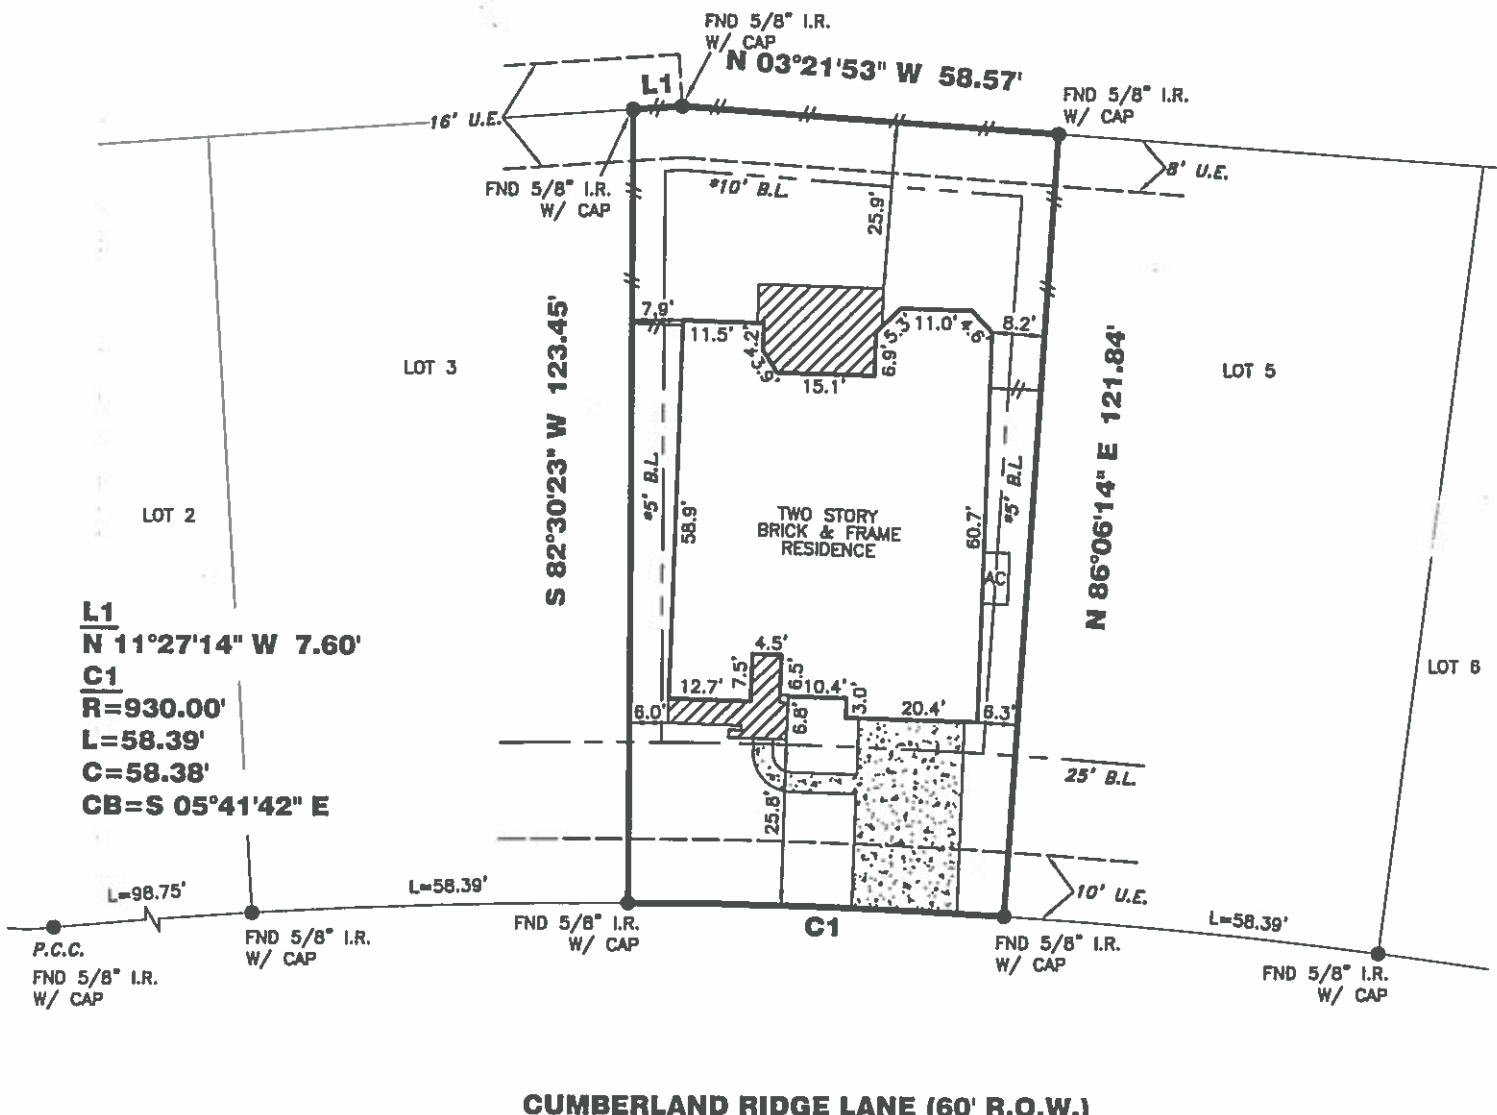 FND 5/8" I.R.
W/ CAP
N 03°21'53" W 58.57'
L1
FND 5/8" I.R.
W/ CAP
16' U.E.
8' U.E.
FND 5/8" I.R.
W/ CAP
*10' B.L.
25.9'
7.9'
11.5'
4.2'
3.9'
15.1'
6.9'
5.3'
11.0'
4.6'
8.2'
LOT 3
LOT 5
S 82°30'23" W 123.45'
N 86°06'14" E 121.84'
*5' B.L.
58.9'
TWO STORY
BRICK & FRAME
RESIDENCE
60.7'
*5' B.L.
AC
LOT 2
LOT 6
L1
N 11°27'14" W 7.60'
C1
R=930.00'
L=58.39'
C=58.38'
CB=S 05°41'42" E
4.5'
7.5'
6.5'
12.7'
10.4'
3.0'
6.0'
6.8'
20.4'
6.3'
25' B.L.
25.8'
10' U.E.
L=98.75'
L=58.39'
C1
L=58.39'
P.C.C.
FND 5/8" I.R.
W/ CAP
FND 5/8" I.R.
W/ CAP
FND 5/8" I.R.
W/ CAP
FND 5/8" I.R.
W/ CAP
FND 5/8" I.R.
W/ CAP
CUMBERLAND RIDGE LANE (60' R.O.W.)